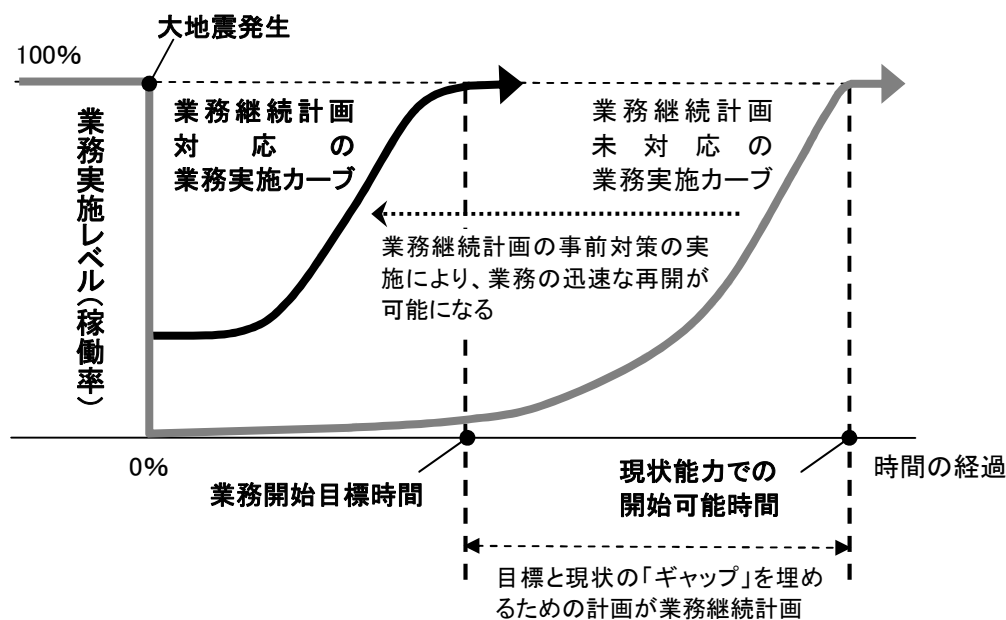 大地震発生
100%
業務継続計画
対応の
業務実施カーブ
業務継続計画
未対応の
業務実施カーブ
業務実施レベル(稼働率)
業務継続計画の事前対策の実
施により、業務の迅速な再開が
可能になる
0%
業務開始目標時間
現状能力での
開始可能時間
時間の経過
目標と現状の「ギャップ」を埋め
るための計画が業務継続計画